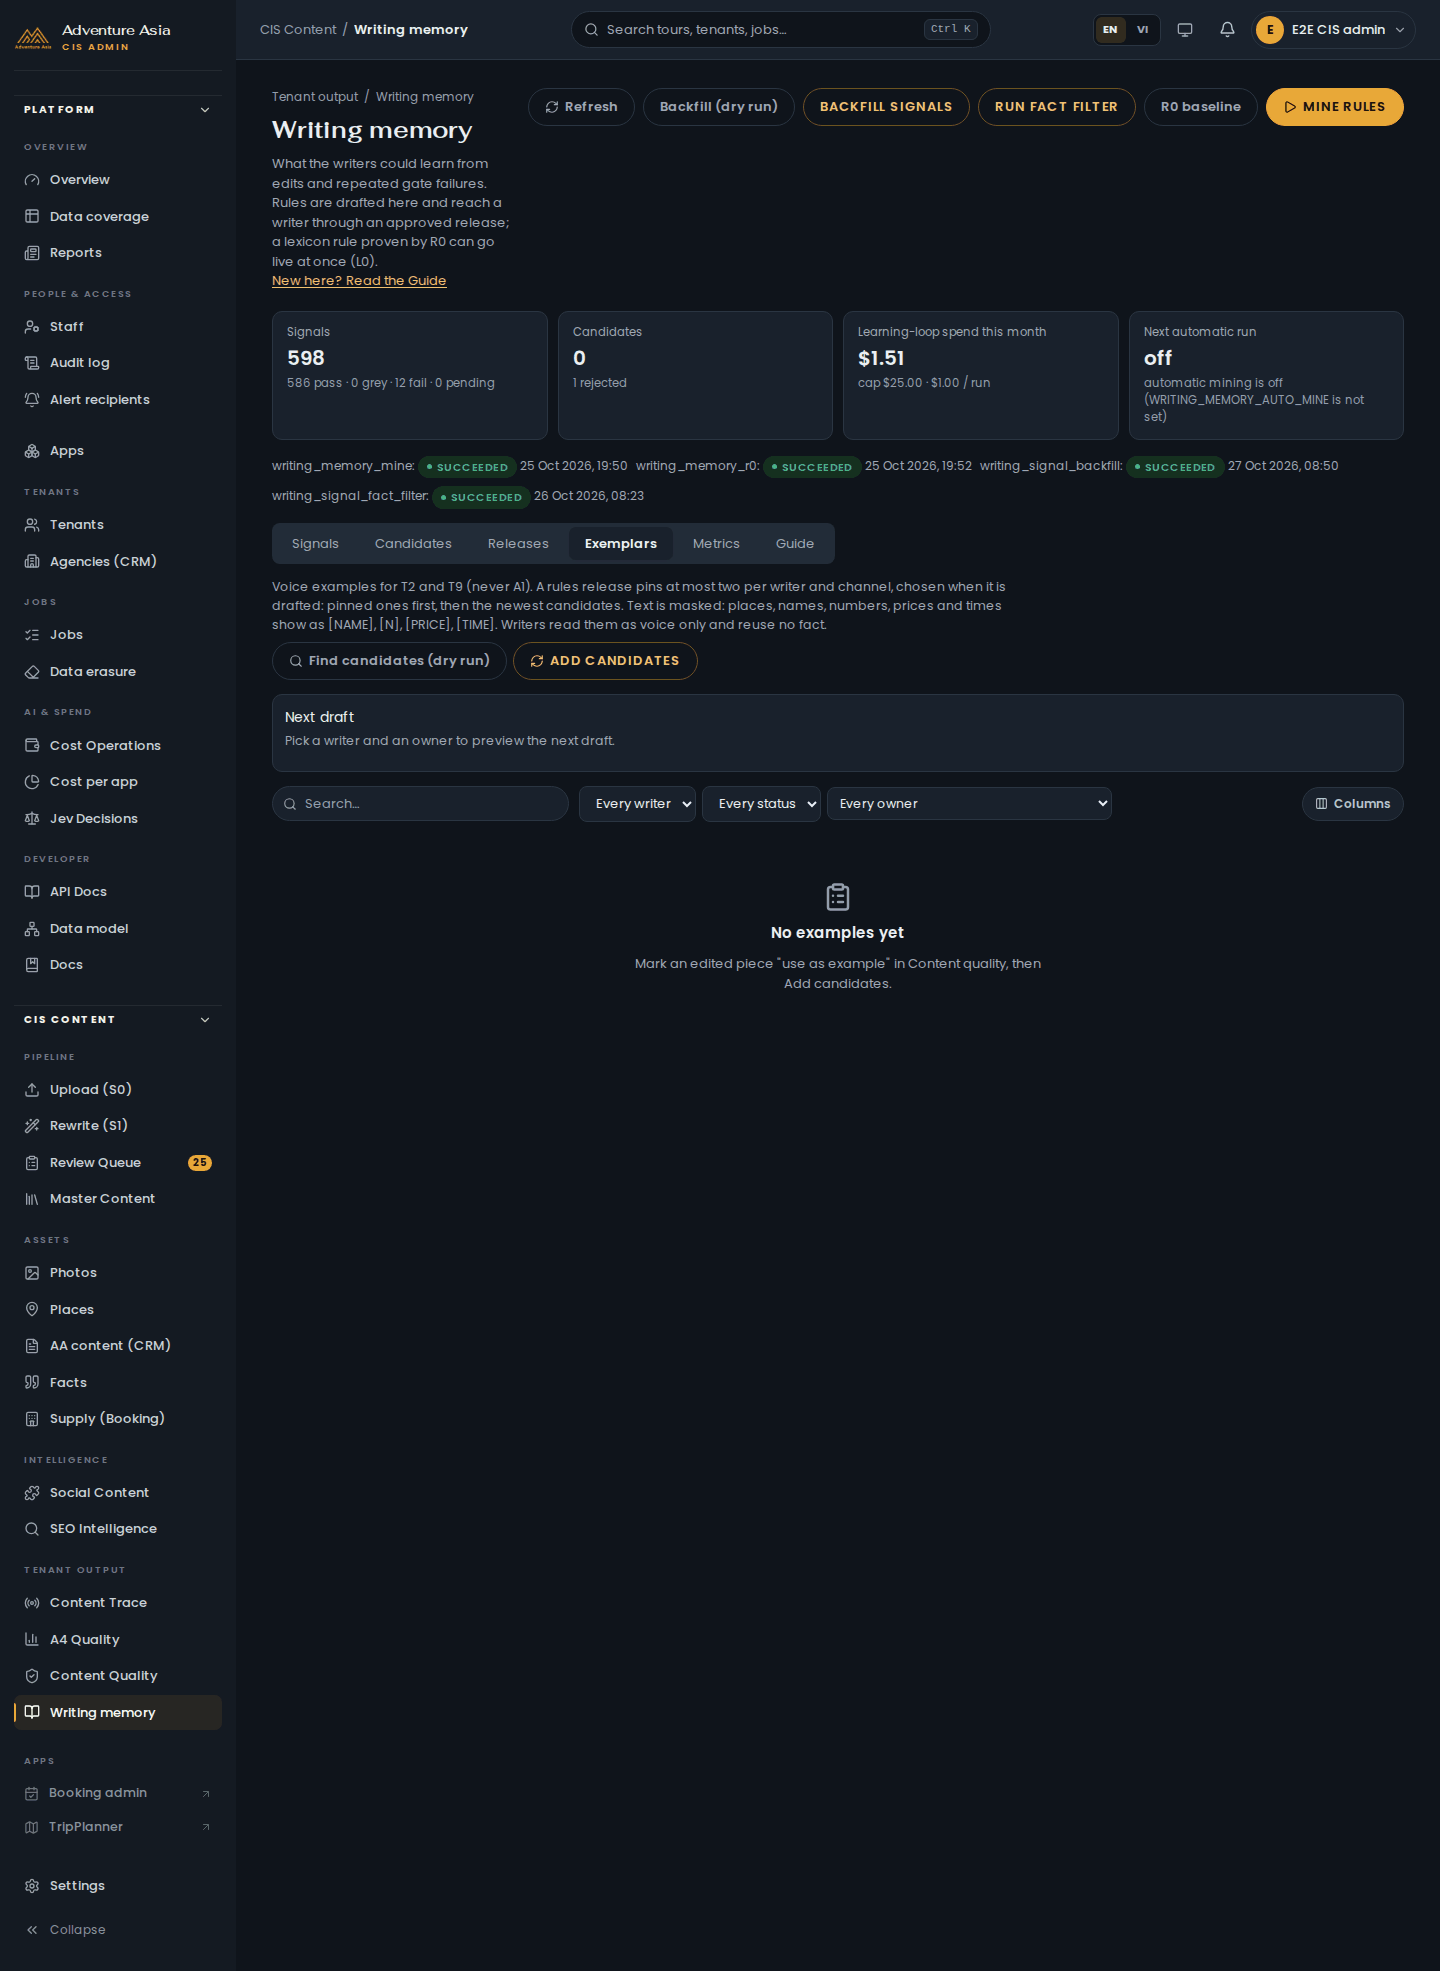 Adventure Asia
CIS ADMIN
PLATFORM
OVERVIEW
Overview
Data coverage
Reports
PEOPLE & ACCESS
Staff
Audit log
Alert recipients
Apps
TENANTS
Tenants
Agencies (CRM)
JOBS
Jobs
Data erasure
AI & SPEND
Cost Operations
Cost per app
Jev Decisions
DEVELOPER
API Docs
Data model
Docs
CIS CONTENT
PIPELINE
Upload (S0)
Rewrite (S1)
Review Queue 25
Master Content
ASSETS
Photos
Places
AA content (CRM)
Facts
Supply (Booking)
INTELLIGENCE
Social Content
SEO Intelligence
TENANT OUTPUT
Content Trace
A4 Quality
Content Quality
Writing memory
APPS
Booking admin
TripPlanner
Settings
Collapse
CIS Content / Writing memory
Search tours, tenants, jobs... Ctrl K
EN VI
E E2E CIS admin
Tenant output / Writing memory
Writing memory
What the writers could learn from
edits and repeated gate failures.
Rules are drafted here and reach a
writer through an approved release;
a lexicon rule proven by R0 can go
live at once (L0).
New here? Read the Guide
Refresh Backfill (dry run) BACKFILL SIGNALS RUN FACT FILTER R0 baseline MINE RULES
Signals
598
586 pass · 0 grey · 12 fail · 0 pending
Candidates
0
1 rejected
Learning-loop spend this month
$1.51
cap $25.00 · $1.00 / run
Next automatic run
off
automatic mining is off
(WRITING_MEMORY_AUTO_MINE is not
set)
writing_memory_mine: SUCCEEDED 25 Oct 2026, 19:50 writing_memory_r0: SUCCEEDED 25 Oct 2026, 19:52 writing_signal_backfill: SUCCEEDED 27 Oct 2026, 08:50
writing_signal_fact_filter: SUCCEEDED 26 Oct 2026, 08:23
Signals Candidates Releases Exemplars Metrics Guide
Voice examples for T2 and T9 (never A1). A rules release pins at most two per writer and channel, chosen when it is
drafted: pinned ones first, then the newest candidates. Text is masked: places, names, numbers, prices and times
show as [NAME], [N], [PRICE], [TIME]. Writers read them as voice only and reuse no fact.
Find candidates (dry run) ADD CANDIDATES
Next draft
Pick a writer and an owner to preview the next draft.
Search... Every writer Every status Every owner Columns
No examples yet
Mark an edited piece "use as example" in Content quality, then
Add candidates.